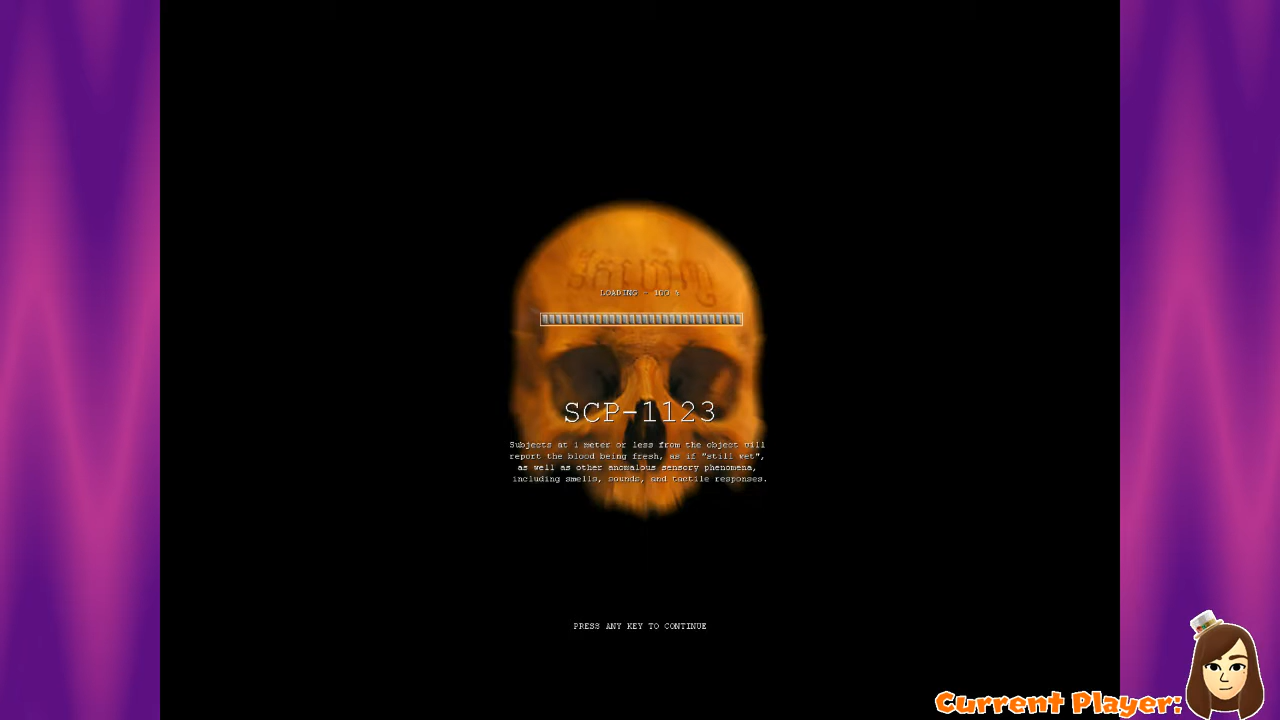 LOADING - 100 %
SCP-1123
Subjects at 1 meter or less from the object will
report the blood being fresh, as if "still wet",
as well as other anomalous sensory phenomena,
including smells, sounds, and tactile responses.
PRESS ANY KEY TO CONTINUE
Current Player: